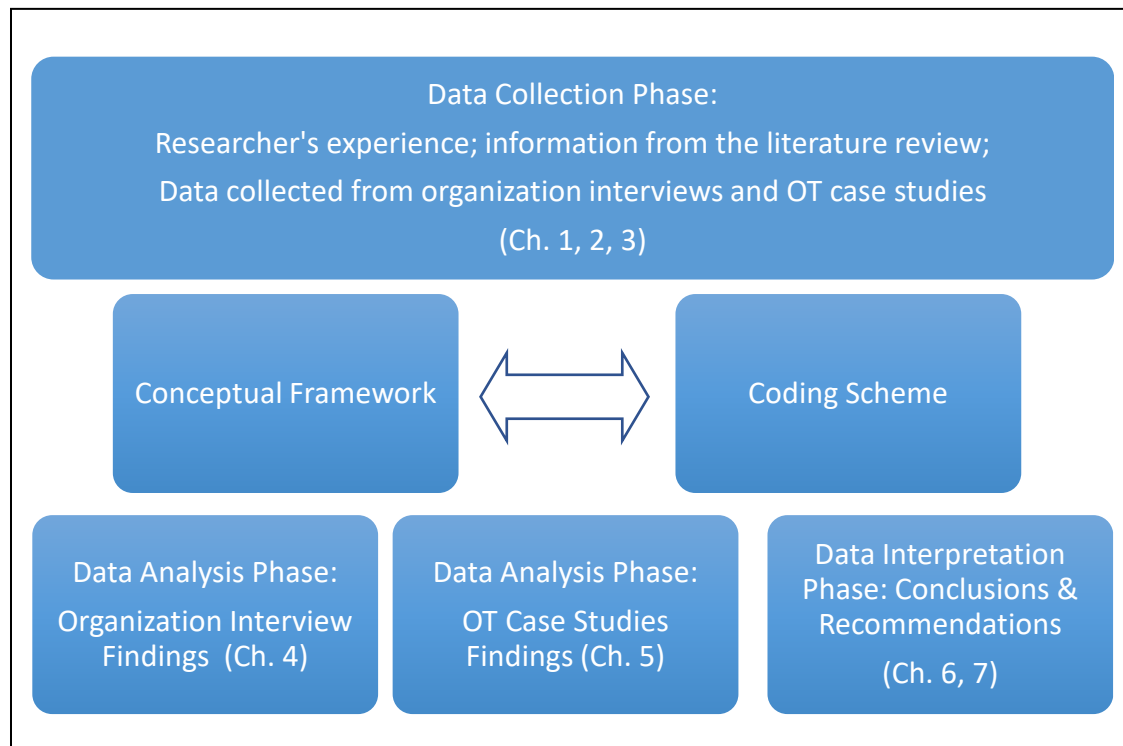 Data Collection Phase:
Researcher's experience; information from the literature review;
Data collected from organization interviews and OT case studies
(Ch. 1, 2, 3)
Conceptual Framework
Coding Scheme
Data Analysis Phase:
Organization Interview
Findings  (Ch. 4)
Data Analysis Phase:
OT Case Studies
Findings (Ch. 5)
Data Interpretation
Phase: Conclusions &
Recommendations
(Ch. 6, 7)